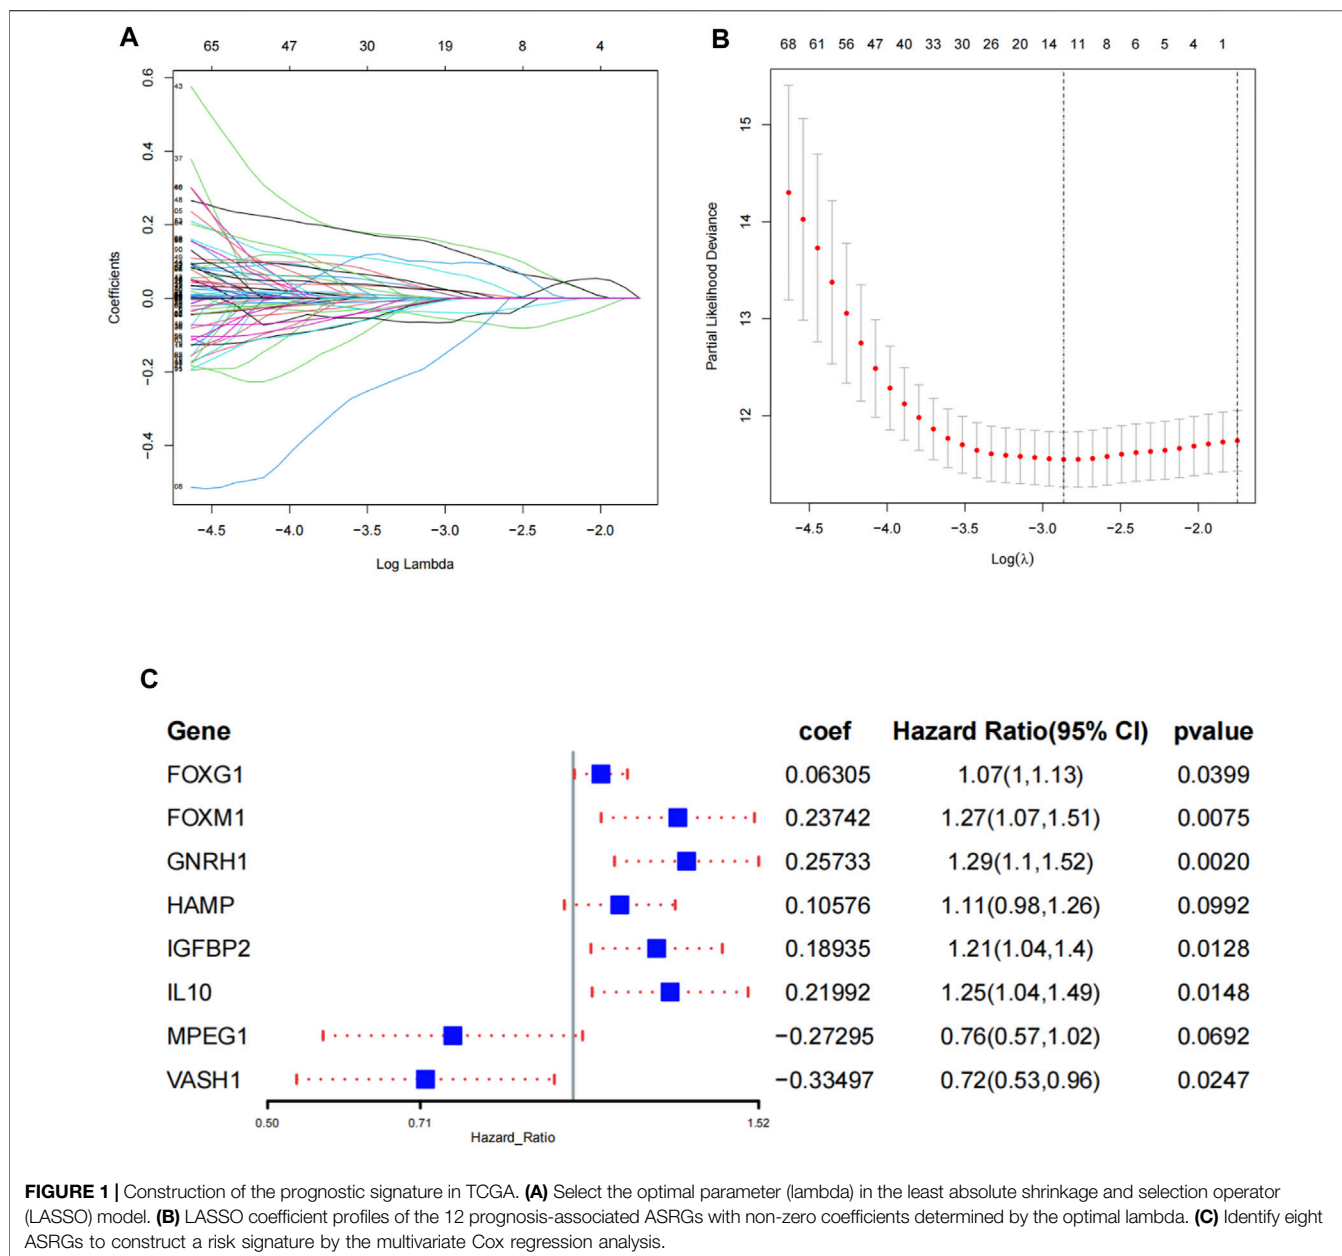 A
65 47 30 19 8 4
0.6
0.4
0.2
0.0
−0.2
−0.4
Coefficients
43
37
48
05
08
−4.5 −4.0 −3.5 −3.0 −2.5 −2.0
Log Lambda
B
68 61 56 47 40 33 30 26 20 14 11 8 6 5 4 1
15
14
13
12
Partial Likelihood Deviance
−4.5 −4.0 −3.5 −3.0 −2.5 −2.0
Log(λ)
C
Gene coef Hazard Ratio(95% CI) pvalue
FOXG1 0.06305 1.07(1,1.13) 0.0399
FOXM1 0.23742 1.27(1.07,1.51) 0.0075
GNRH1 0.25733 1.29(1.1,1.52) 0.0020
HAMP 0.10576 1.11(0.98,1.26) 0.0992
IGFBP2 0.18935 1.21(1.04,1.4) 0.0128
IL10 0.21992 1.25(1.04,1.49) 0.0148
MPEG1 −0.27295 0.76(0.57,1.02) 0.0692
VASH1 −0.33497 0.72(0.53,0.96) 0.0247
0.50 0.71 1.52
Hazard_Ratio
FIGURE 1 | Construction of the prognostic signature in TCGA. (A) Select the optimal parameter (lambda) in the least absolute shrinkage and selection operator
(LASSO) model. (B) LASSO coefficient profiles of the 12 prognosis-associated ASRGs with non-zero coefficients determined by the optimal lambda. (C) Identify eight
ASRGs to construct a risk signature by the multivariate Cox regression analysis.